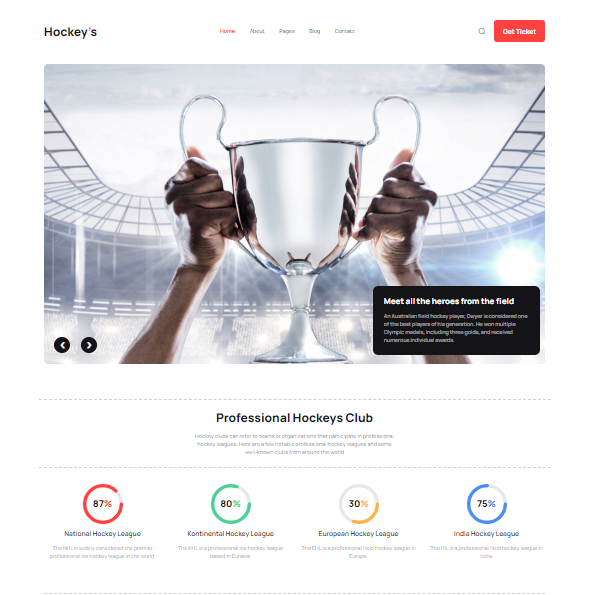 Hockey's
Home About Pages Blog Contact
Get Ticket
Meet all the heroes from the field
An Australian field hockey player, Dwyer is considered one
of the best players of his generation. He won multiple
Olympic medals, including three golds, and received
numerous individual awards.
Professional Hockeys Club
Hockey clubs can refer to teams or organizations that participate in professional
hockey leagues. Here are a few notable professional hockey leagues and some
well-known clubs from around the world
87% 80% 30% 75%
National Hockey League Kontinental Hockey League European Hockey League India Hockey League
The NHL is widely considered the premier The KHL is a professional ice hockey league The EHL is a professional field hockey league in The IHL is a professional field hockey league in
professional ice hockey league in the world. based in Eurasia. Europe. India.